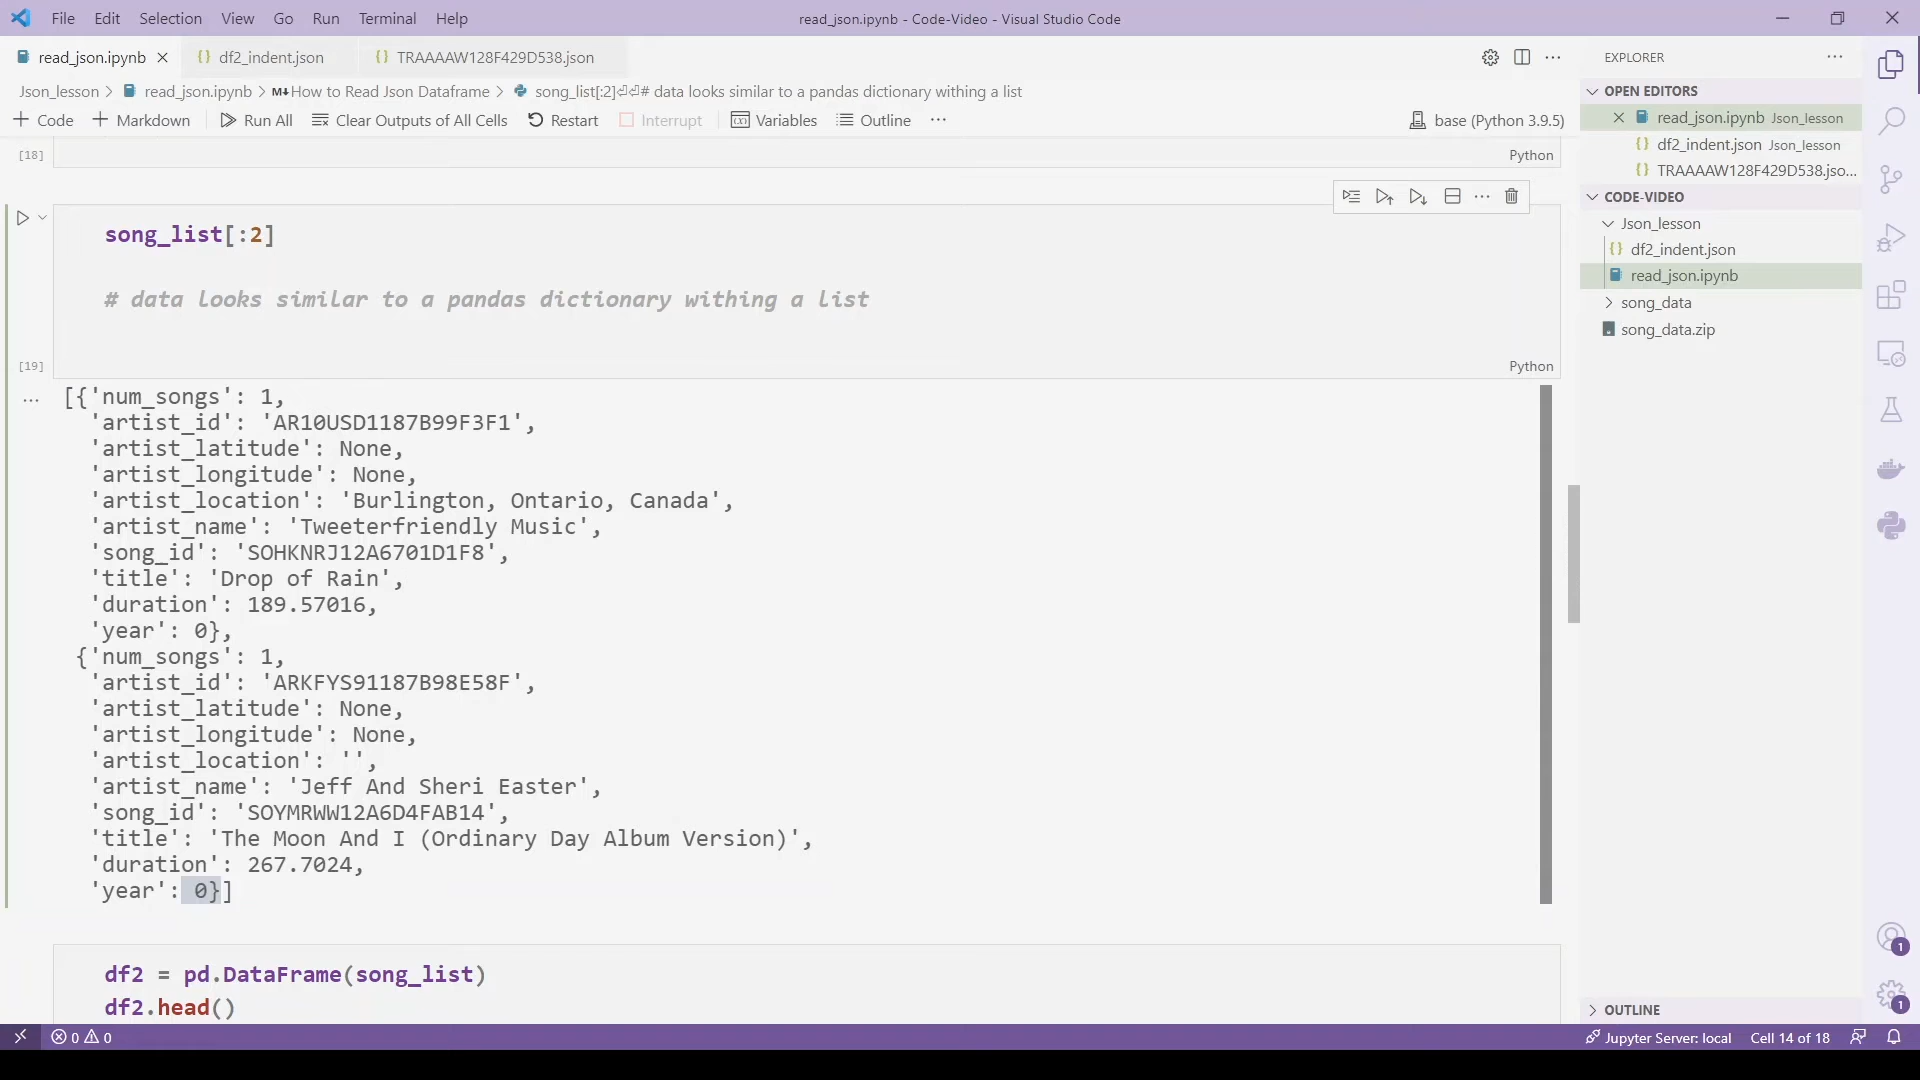 File Edit Selection View Go Run Terminal Help
read_json.ipynb - Code-Video - Visual Studio Code
read_json.ipynb
df2_indent.json
TRAAAAW128F429D538.json
Json_lesson > read_json.ipynb > M↓How to Read Json Dataframe > song_list[:2]⏎⏎# data looks similar to a pandas dictionary withing a list
Code Markdown Run All Clear Outputs of All Cells Restart Interrupt Variables Outline ···
base (Python 3.9.5)
[18]
Python
song_list[:2]
# data looks similar to a pandas dictionary withing a list
[19]
Python
[{'num_songs': 1,
'artist_id': 'AR10USD1187B99F3F1',
'artist_latitude': None,
'artist_longitude': None,
'artist_location': 'Burlington, Ontario, Canada',
'artist_name': 'Tweeterfriendly Music',
'song_id': 'SOHKNRJ12A6701D1F8',
'title': 'Drop of Rain',
'duration': 189.57016,
'year': 0},
{'num_songs': 1,
'artist_id': 'ARKFYS91187B98E58F',
'artist_latitude': None,
'artist_longitude': None,
'artist_location': '',
'artist_name': 'Jeff And Sheri Easter',
'song_id': 'SOYMRWW12A6D4FAB14',
'title': 'The Moon And I (Ordinary Day Album Version)',
'duration': 267.7024,
'year': 0}]
df2 = pd.DataFrame(song_list)
df2.head()
EXPLORER
OPEN EDITORS
read_json.ipynb Json_lesson
df2_indent.json Json_lesson
TRAAAAW128F429D538.jso...
CODE-VIDEO
Json_lesson
df2_indent.json
read_json.ipynb
song_data
song_data.zip
OUTLINE
1
1
0 0
Jupyter Server: local
Cell 14 of 18